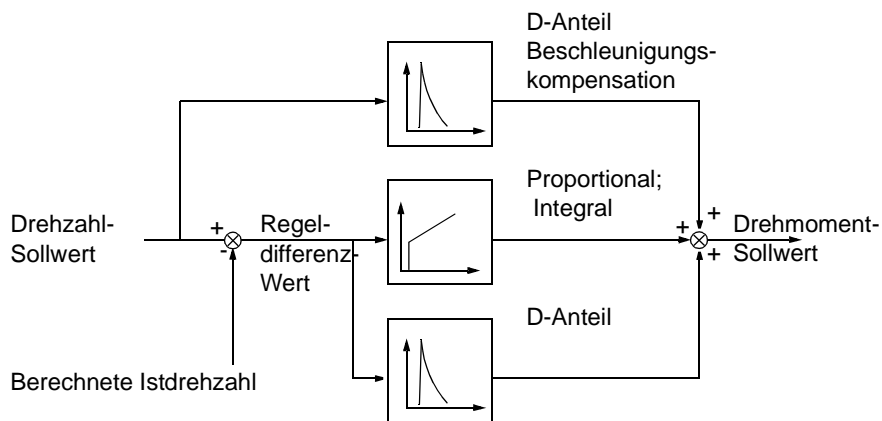 D-Anteil
Beschleunigungs-
kompensation
Proportional;
Integral
Drehzahl-
Sollwert
+
-
Regel-
differenz-
Wert
+
+
+
Drehmoment-
Sollwert
D-Anteil
Berechnete Istdrehzahl